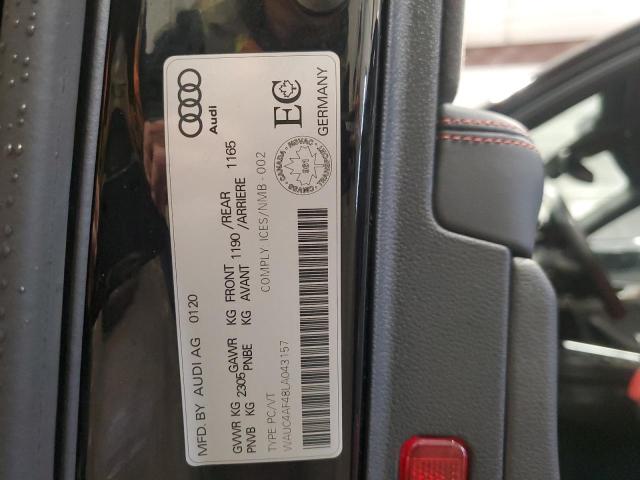 Audi
MFD. BY AUDI AG 0120
GVWR KG 2305 GAWR KG FRONT 1190 /REAR 1165
PNVB KG PNBE KG AVANT /ARRIERE
COMPLY ICES/NMB-002
TYPE PC/VT
WAUC4AF48LA043157
EC
GERMANY